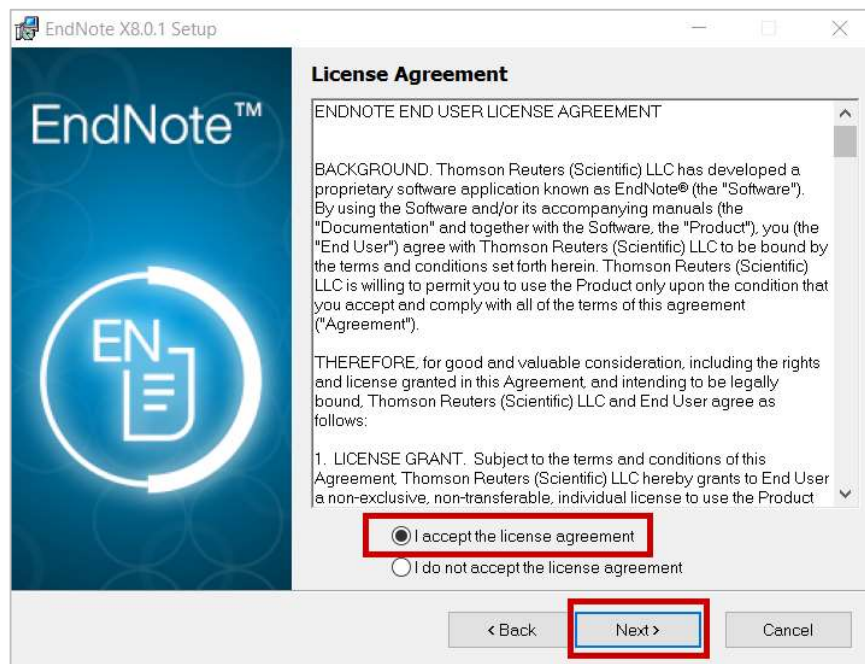 EndNote X8.0.1 Setup
EndNote™
EN
License Agreement
ENDNOTE END USER LICENSE AGREEMENT
BACKGROUND. Thomson Reuters (Scientific) LLC has developed a
proprietary software application known as EndNote® (the "Software").
By using the Software and/or its accompanying manuals (the
"Documentation" and together with the Software, the "Product"), you (the
"End User") agree with Thomson Reuters (Scientific) LLC to be bound by
the terms and conditions set forth herein. Thomson Reuters (Scientific)
LLC is willing to permit you to use the Product only upon the condition that
you accept and comply with all of the terms of this agreement
("Agreement").
THEREFORE, for good and valuable consideration, including the rights
and license granted in this Agreement, and intending to be legally
bound, Thomson Reuters (Scientific) LLC and End User agree as
follows:
1. LICENSE GRANT. Subject to the terms and conditions of this
Agreement, Thomson Reuters (Scientific) LLC hereby grants to End User
a non-exclusive, non-transferable, individual license to use the Product
I accept the license agreement
I do not accept the license agreement
< Back Next > Cancel